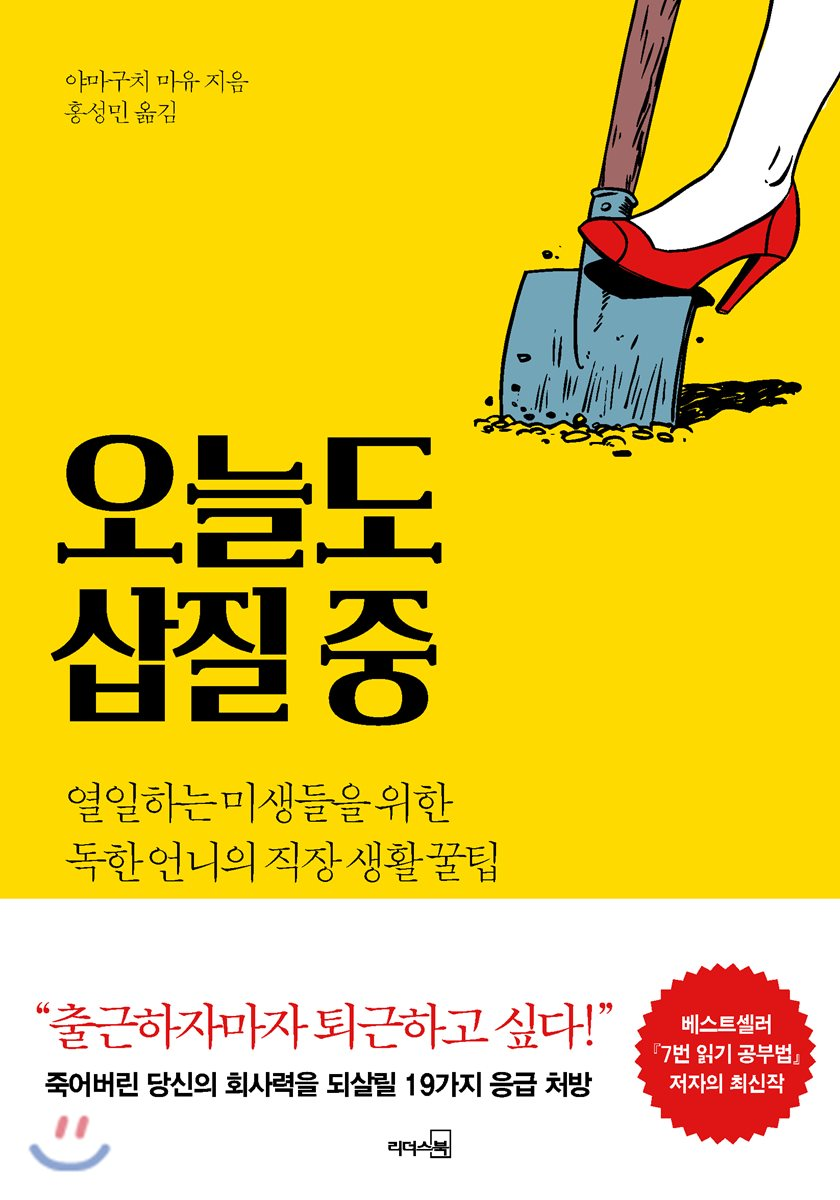 야마구치 마유 지음
홍성민 옮김
오늘도
삽질 중
열일하는 미생들을 위한
독한 언니의 직장 생활 꿀팁
“출근하자마자 퇴근하고 싶다!”
죽어버린 당신의 회사력을 되살릴 19가지 응급 처방
베스트셀러
『7번 읽기 공부법』
저자의 최신작
리더스북